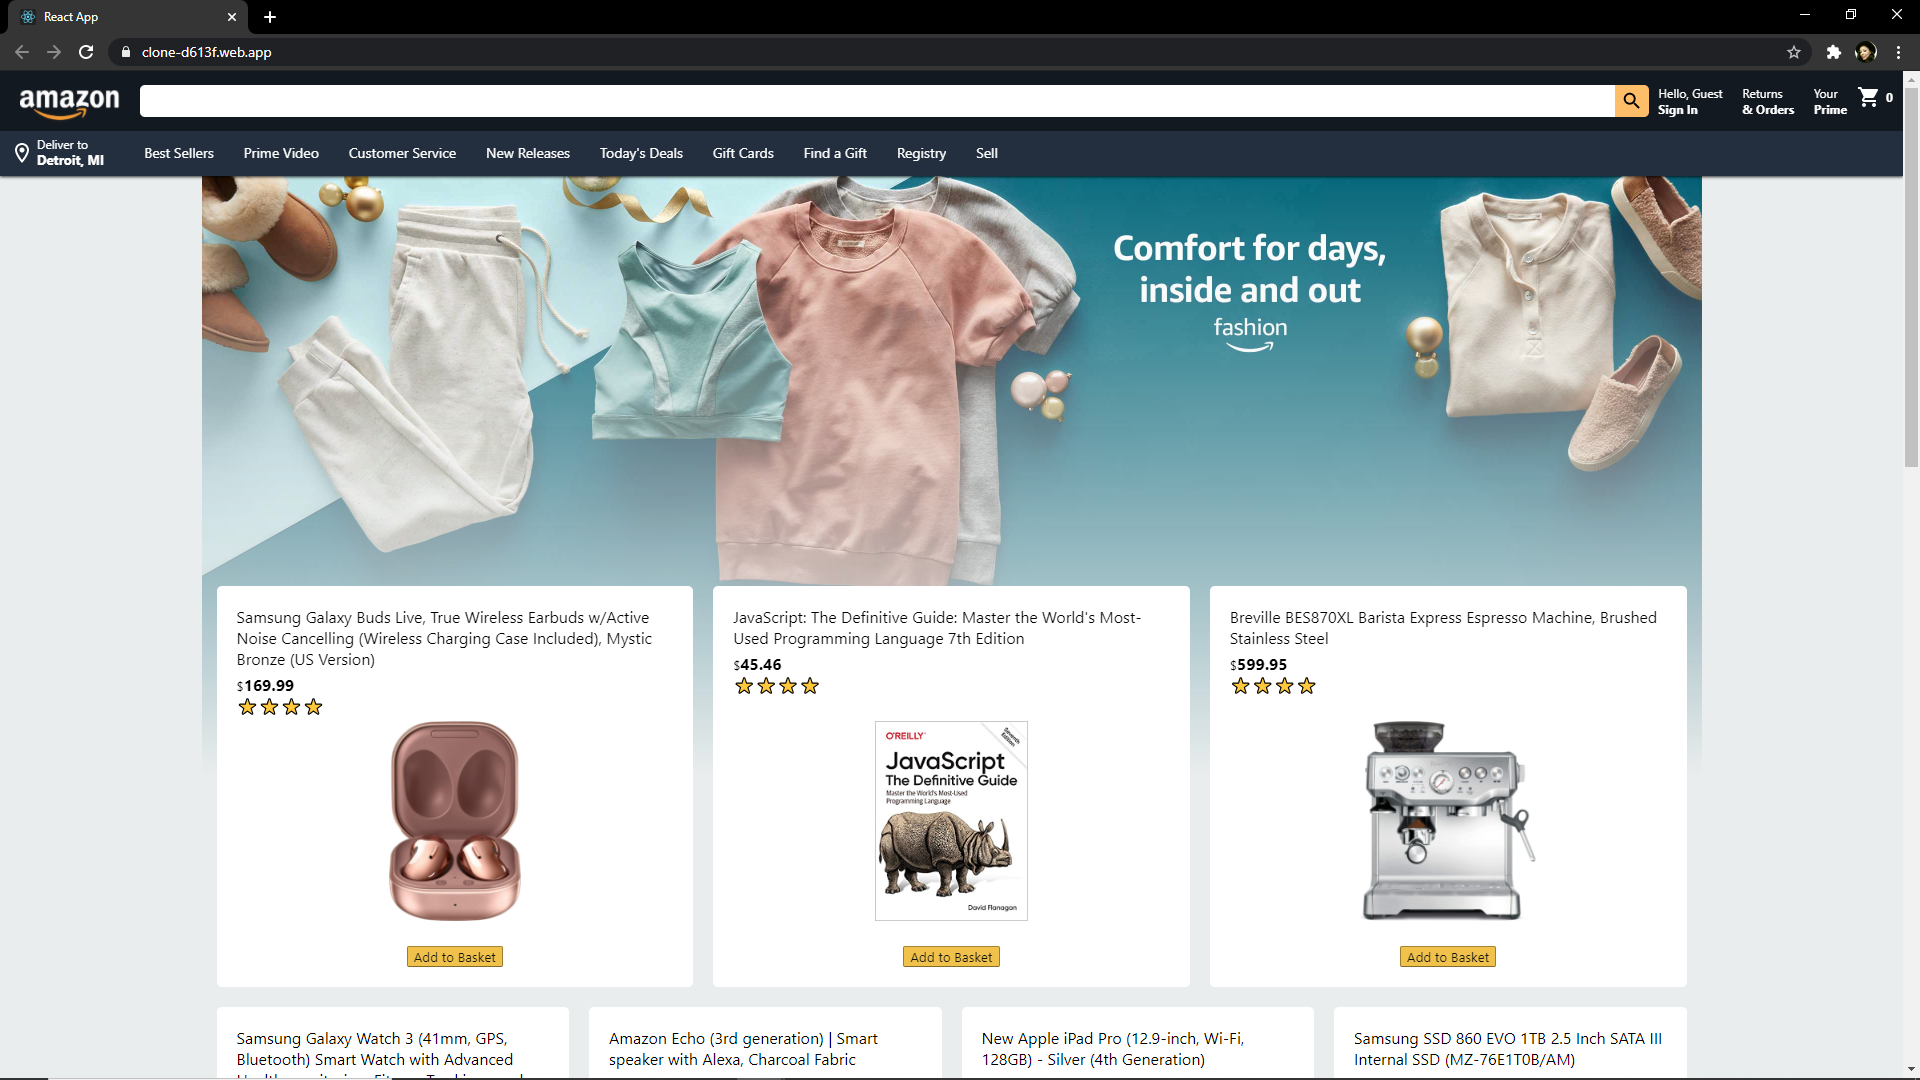 React App
clone-d613f.web.app
amazon
Hello, Guest
Sign In
Returns
& Orders
Your
Prime
0
Deliver to
Detroit, MI
Best Sellers
Prime Video
Customer Service
New Releases
Today's Deals
Gift Cards
Find a Gift
Registry
Sell
Comfort for days,
inside and out
fashion
Samsung Galaxy Buds Live, True Wireless Earbuds w/Active
Noise Cancelling (Wireless Charging Case Included), Mystic
Bronze (US Version)
$169.99
Add to Basket
JavaScript: The Definitive Guide: Master the World's Most-
Used Programming Language 7th Edition
$45.46
O'REILLY
Seventh
Edition
JavaScript
The Definitive Guide
Master the World's Most-Used
Programming Language
David Flanagan
Add to Basket
Breville BES870XL Barista Express Espresso Machine, Brushed
Stainless Steel
$599.95
Add to Basket
Samsung Galaxy Watch 3 (41mm, GPS,
Bluetooth) Smart Watch with Advanced
Amazon Echo (3rd generation) | Smart
speaker with Alexa, Charcoal Fabric
New Apple iPad Pro (12.9-inch, Wi-Fi,
128GB) - Silver (4th Generation)
Samsung SSD 860 EVO 1TB 2.5 Inch SATA III
Internal SSD (MZ-76E1T0B/AM)